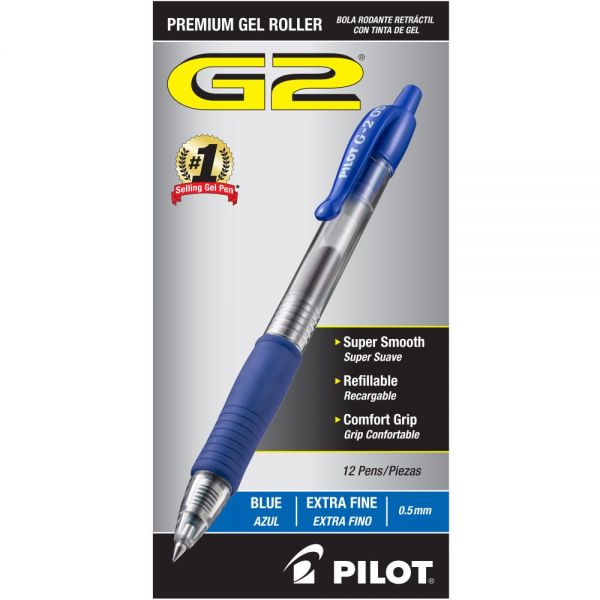 PREMIUM GEL ROLLER
BOLA RODANTE RETRÁCTIL
CON TINTA DE GEL
G2®
#1
Selling Gel Pen*
PILOT G-2
Super Smooth
Super Suave
Refillable
Recargable
Comfort Grip
Grip Confortable
12 Pens/Piezas
BLUE
AZUL
EXTRA FINE
EXTRA FINO
0.5mm
PILOT®